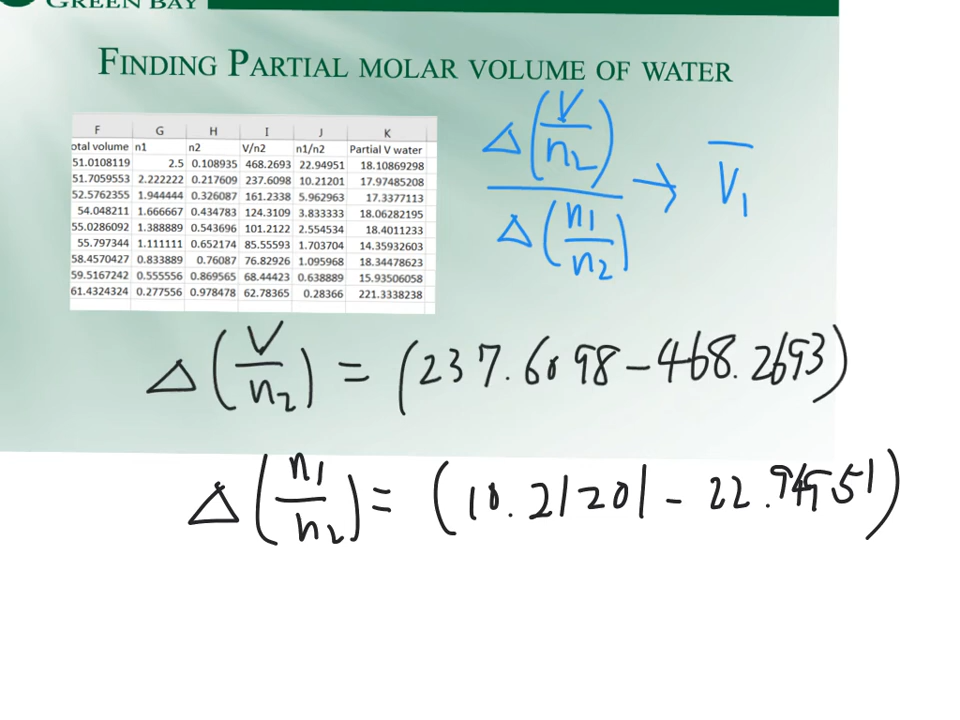 GREEN BAY
FINDING PARTIAL MOLAR VOLUME OF WATER
F G H I J K
otal volume n1 n2 V/n2 n1/n2 Partial V water
51.0108119 2.5 0.108935 468.2693 22.94951 18.10869298
51.7059553 2.222222 0.217609 237.6098 10.21201 17.97485208
52.5762355 1.944444 0.326087 161.2338 5.962963 17.3377113
54.048211 1.666667 0.434783 124.3109 3.833333 18.06282195
55.0286092 1.388889 0.543696 101.2122 2.554534 18.4011233
55.797344 1.111111 0.652174 85.55593 1.703704 14.35932603
58.4570427 0.833889 0.76087 76.82926 1.095968 18.34478623
59.5167242 0.555556 0.869565 68.44423 0.638889 15.93506058
61.4324324 0.277556 0.978478 62.78365 0.28366 221.3338238
Δ(V/n2) / Δ(n1/n2) → V̅1
Δ(V/n2) = (237.6098 - 468.2693)
Δ(n1/n2) = (10.21201 - 22.94951)